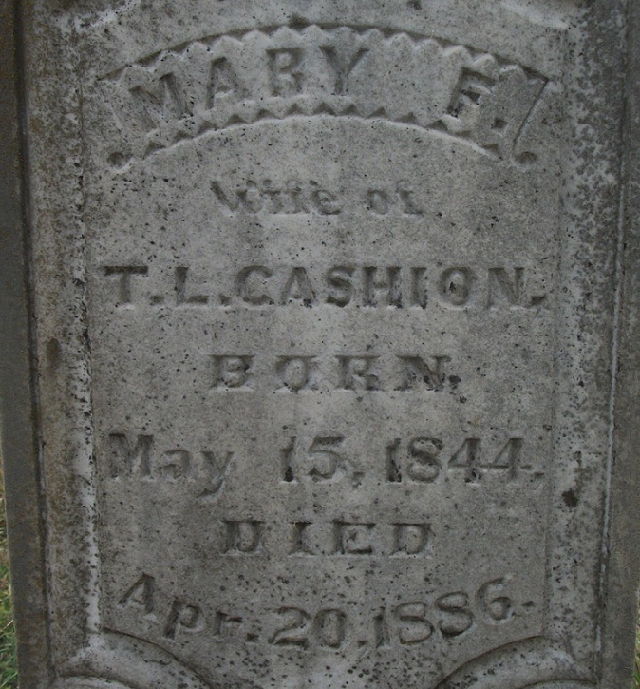 MARY F.
Wife of
T.L.CASHION.
BORN.
May 15, 1844.
DIED
Apr. 20, 1886.